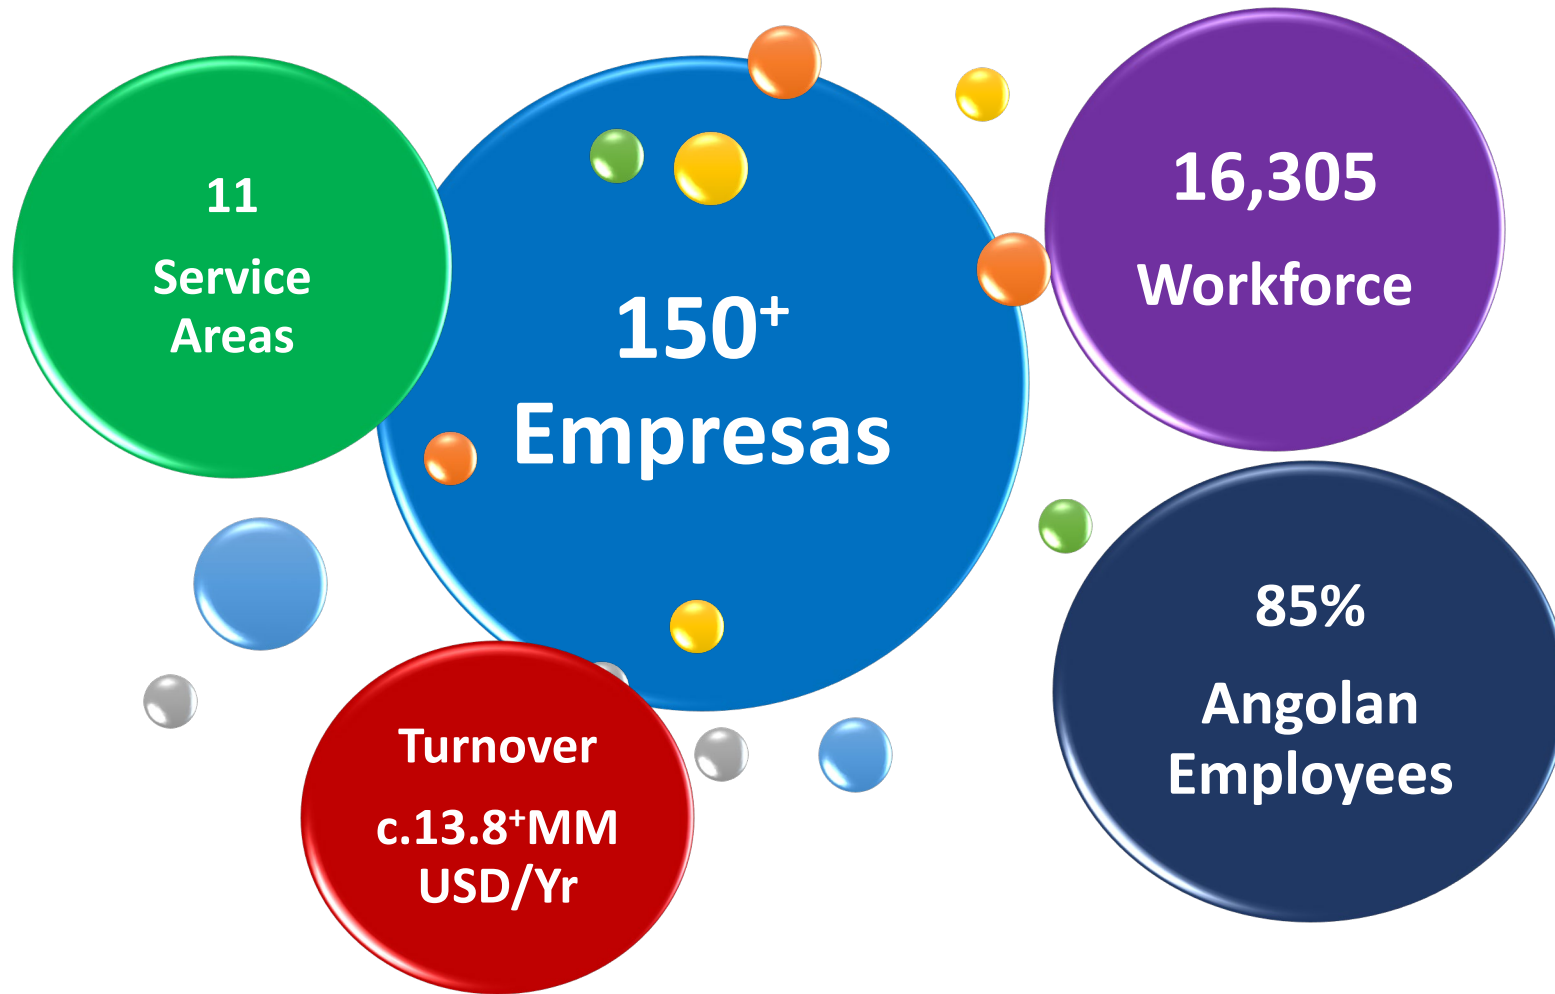 11
Service
Areas
150⁺
Empresas
16,305
Workforce
85%
Angolan
Employees
Turnover
c.13.8⁺MM
USD/Yr